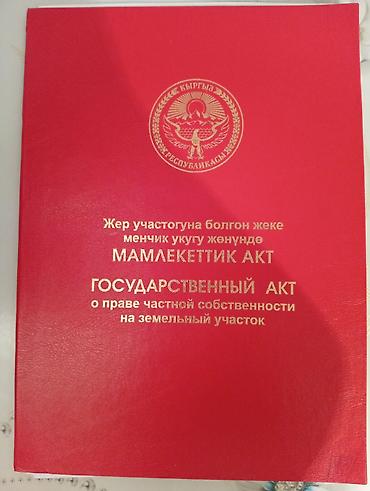 КЫРГЫЗ
РЕСПУБЛИКАСЫ
Жер участогуна болгон жеке
менчик укугу жөнүндө
МАМЛЕКЕТТИК АКТ
ГОСУДАРСТВЕННЫЙ АКТ
о праве частной собственности
на земельный участок